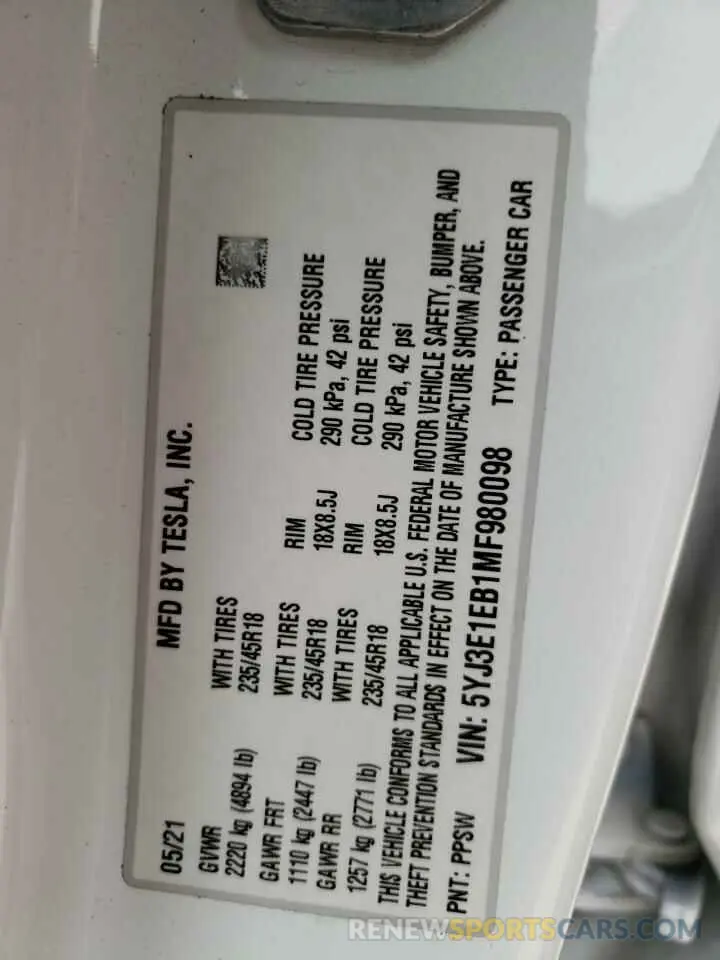 MFD BY TESLA, INC.
05/21
GVWR
2220 kg (4894 lb)
WITH TIRES
235/45R18
RIM
18X8.5J
COLD TIRE PRESSURE
290 kPa, 42 psi
GAWR FRT
1110 kg (2447 lb)
WITH TIRES
235/45R18
RIM
18X8.5J
COLD TIRE PRESSURE
290 kPa, 42 psi
GAWR RR
1257 kg (2771 lb)
WITH TIRES
235/45R18
THIS VEHICLE CONFORMS TO ALL APPLICABLE U.S. FEDERAL MOTOR VEHICLE SAFETY, BUMPER, AND
THEFT PREVENTION STANDARDS IN EFFECT ON THE DATE OF MANUFACTURE SHOWN ABOVE.
PNT: PPSW VIN: 5YJ3E1EB1MF980098 TYPE: PASSENGER CAR
RENEWSPORTSCARS.COM